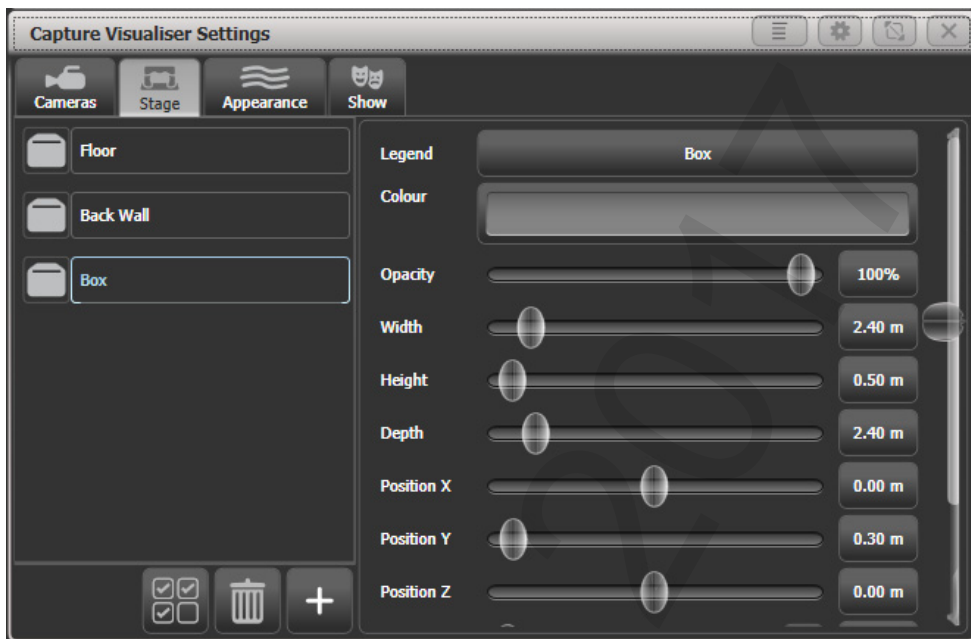 Capture Visualiser Settings
Cameras
Stage
Appearance
Show
Floor
Back Wall
Box
Legend
Box
Colour
Opacity
100%
Width
2.40 m
Height
0.50 m
Depth
2.40 m
Position X
0.00 m
Position Y
0.30 m
Position Z
0.00 m
2017